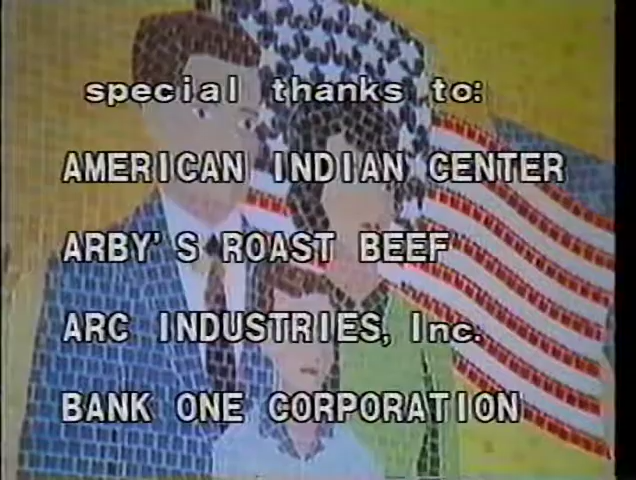 special thanks to:
AMERICAN INDIAN CENTER
ARBY'S ROAST BEEF
ARC INDUSTRIES, Inc.
BANK ONE CORPORATION